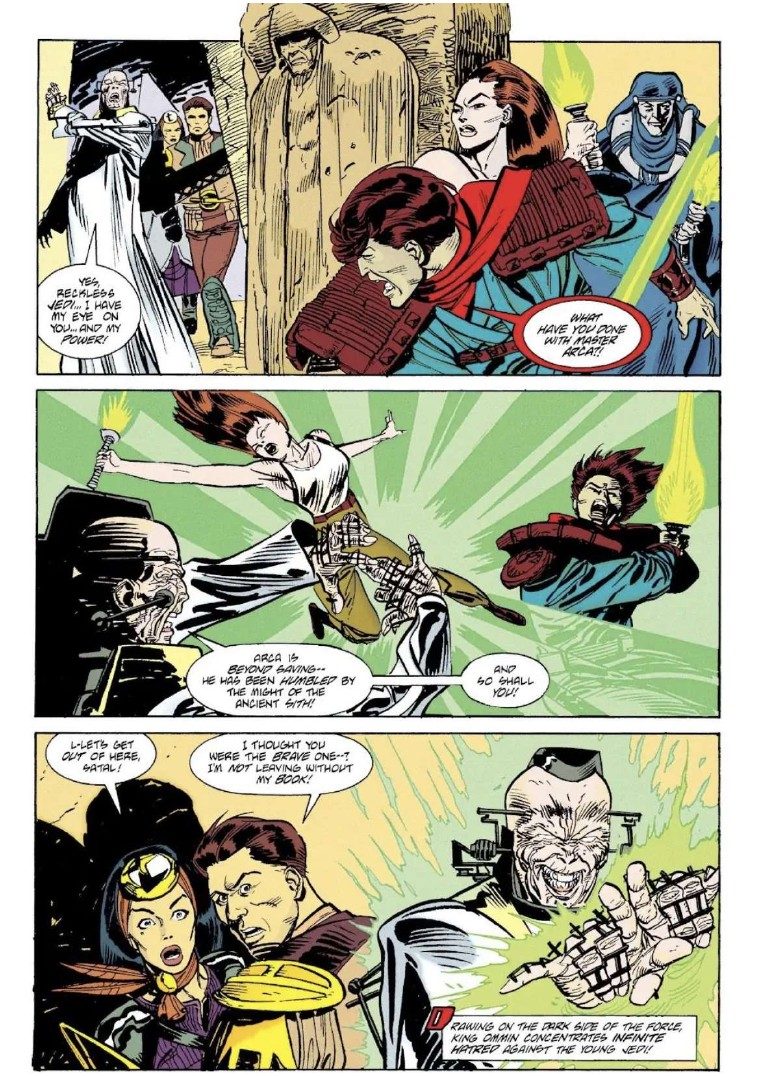 YES,
RECKLESS
JEDI... I HAVE
MY EYE ON
YOU... AND MY
POWER!
WHAT
HAVE YOU DONE
WITH MASTER
ARCA?!
ARCA IS
BEYOND SAVING--
HE HAS BEEN HUMBLED BY
THE MIGHT OF THE
ANCIENT SITH!
AND
SO SHALL
YOU!
L-LET'S GET
OUT OF HERE,
SATAL!
I THOUGHT YOU
WERE THE BRAVE ONE--?
I'M NOT LEAVING WITHOUT
MY BOOK!
DRAWING ON THE DARK SIDE OF THE FORCE,
KING OMMIN CONCENTRATES INFINITE
HATRED AGAINST THE YOUNG JEDI!